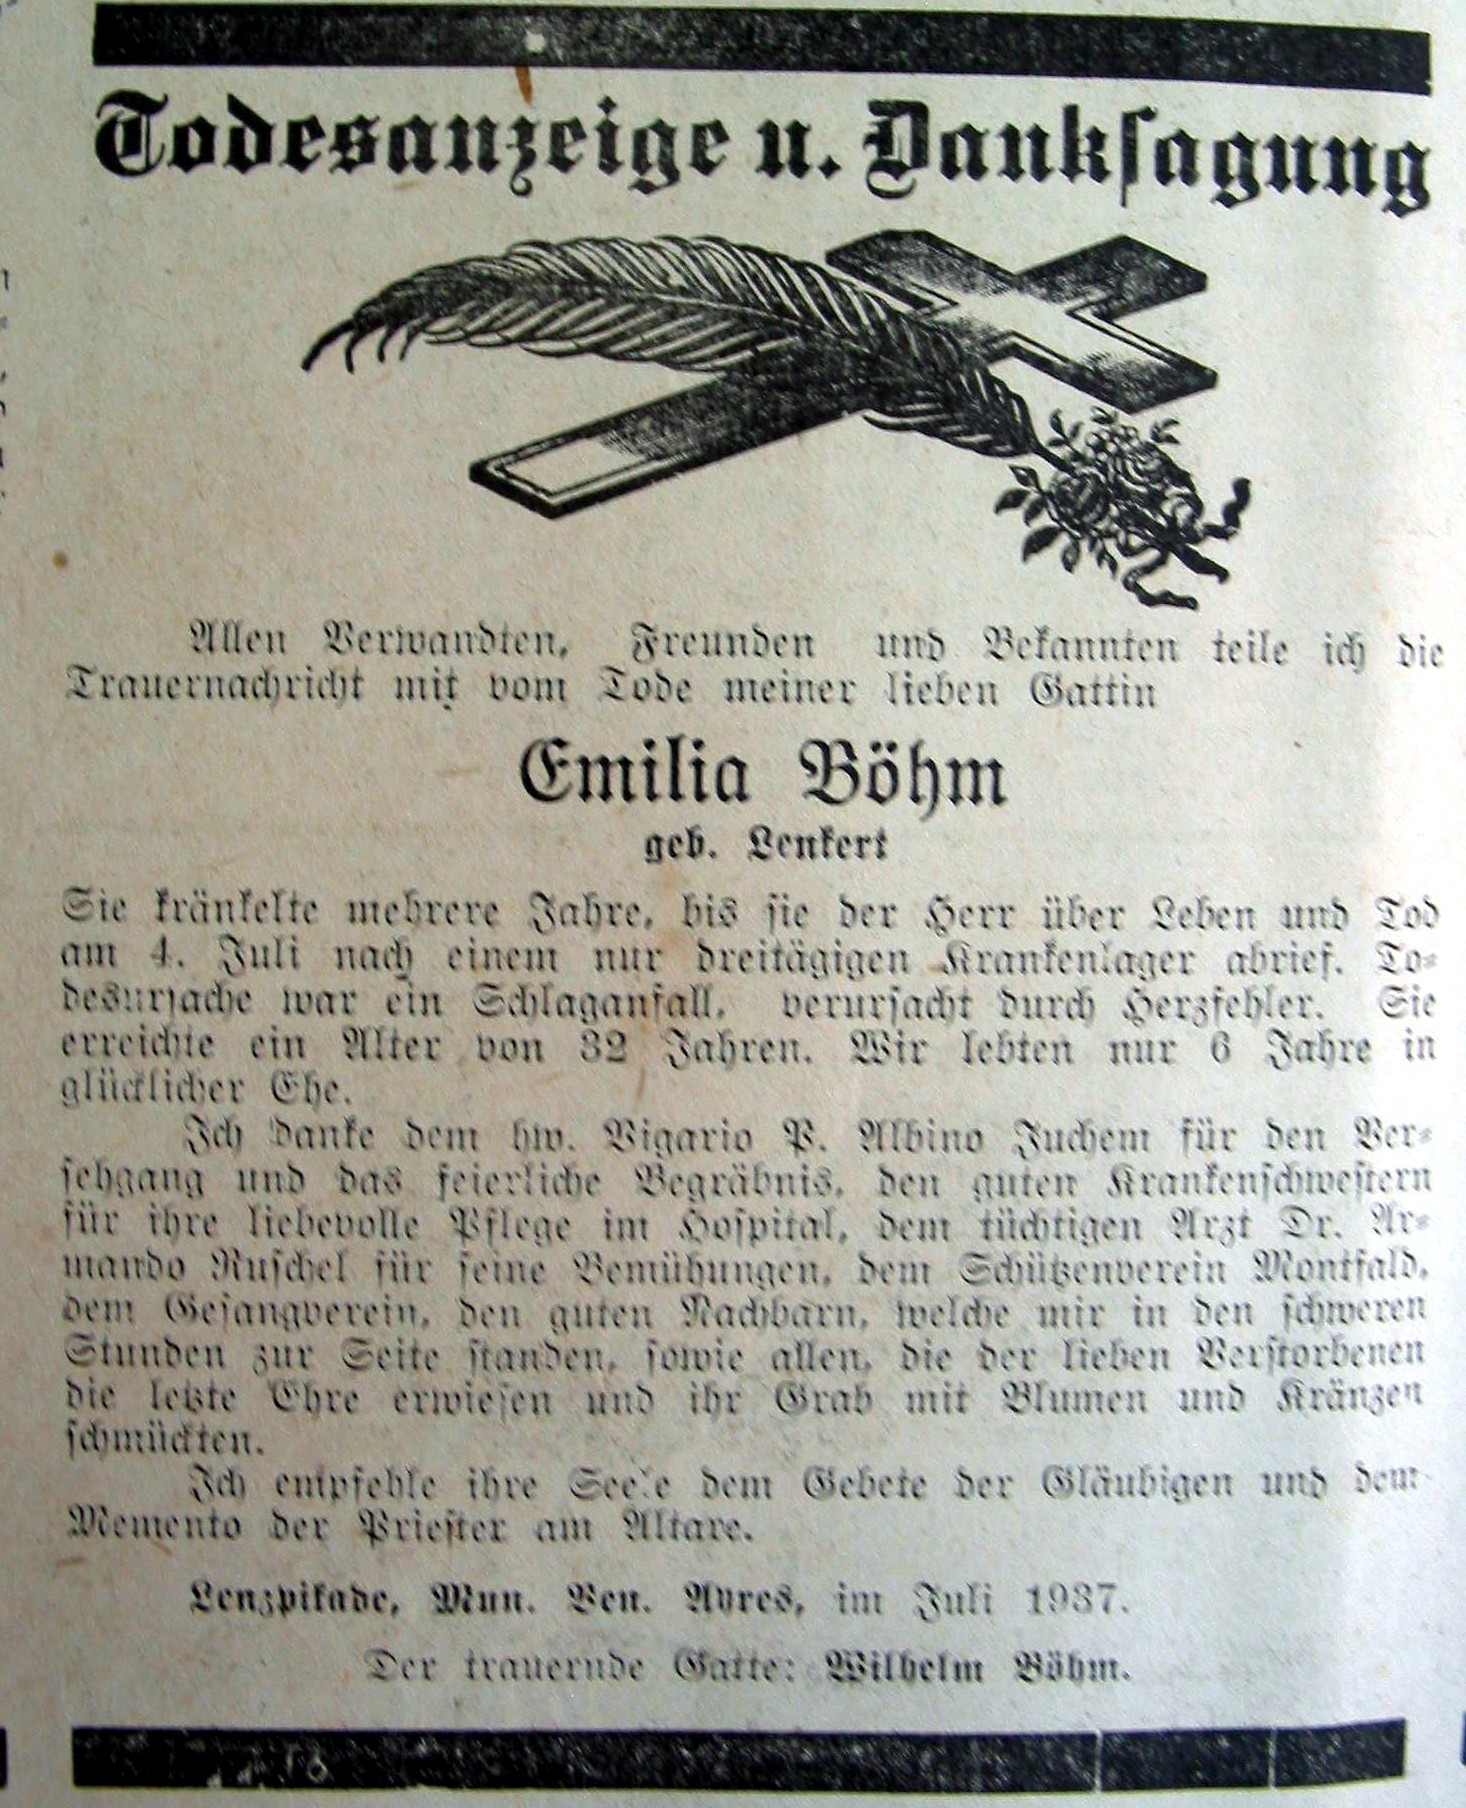 Todesanzeige u. Danksagung
Allen Verwandten, Freunden und Bekannten teile ich die
Trauernachricht mit vom Tode meiner lieben Gattin
Emilia Böhm
geb. Lenkert
Sie kränkelte mehrere Jahre, bis sie der Herr über Leben und Tod
am 4. Juli nach einem nur dreitägigen Krankenlager abrief. To-
desursache war ein Schlaganfall, verursacht durch Herzfehler. Sie
erreichte ein Alter von 32 Jahren. Wir lebten nur 6 Jahre in
glücklicher Ehe.
Ich danke dem hw. Vigario P. Albino Juchem für den Ver-
sehgang und das feierliche Begräbnis, den guten Krankenschwestern
für ihre liebevolle Pflege im Hospital, dem tüchtigen Arzt Dr. Ar-
mando Ruschel für seine Bemühungen, dem Schützenverein Montfald,
dem Gesangverein, den guten Nachbarn, welche mir in den schweren
Stunden zur Seite standen, sowie allen, die der lieben Verstorbenen
die letzte Ehre erwiesen und ihr Grab mit Blumen und Kränzen
schmückten.
Ich empfehle ihre Seele dem Gebete der Gläubigen und dem
Memento der Priester am Altare.
Lenzpikade, Mun. Ven. Ayres, im Juli 1937.
Der trauernde Gatte: Wilhelm Böhm.